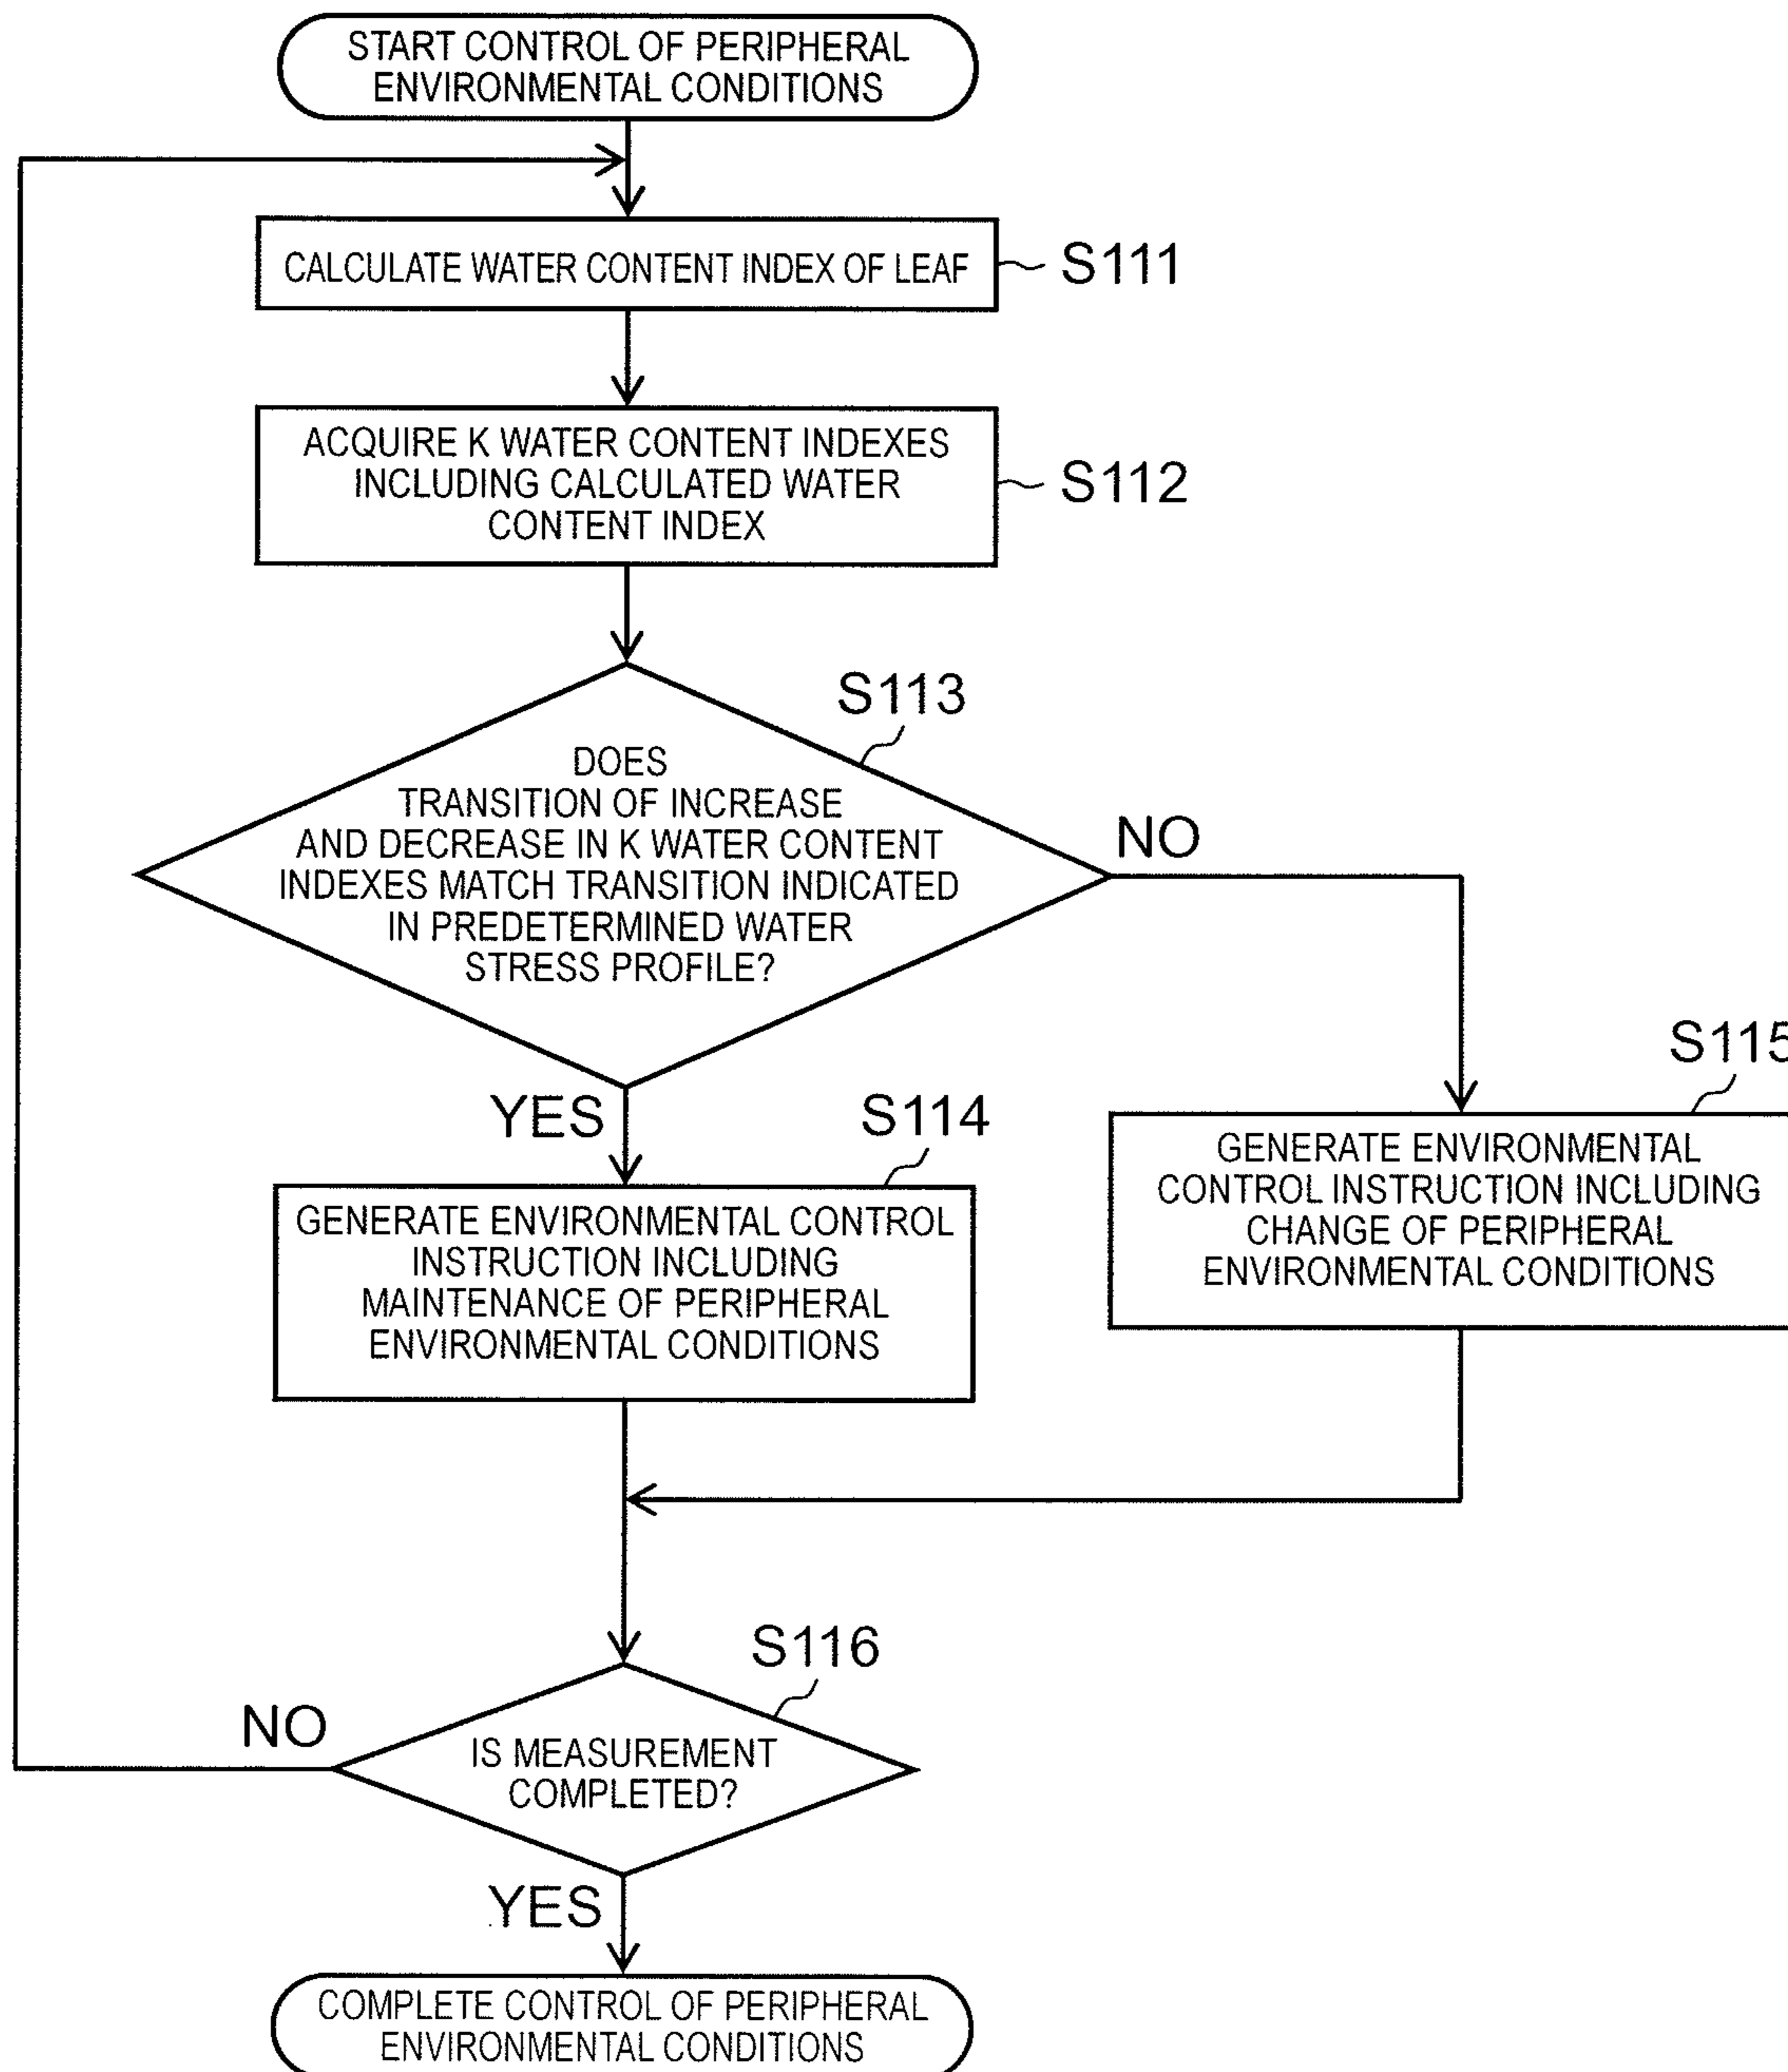 START CONTROL OF PERIPHERAL
ENVIRONMENTAL CONDITIONS
CALCULATE WATER CONTENT INDEX OF LEAF
S111
ACQUIRE K WATER CONTENT INDEXES
INCLUDING CALCULATED WATER
CONTENT INDEX
S112
S113
DOES
TRANSITION OF INCREASE
AND DECREASE IN K WATER CONTENT
INDEXES MATCH TRANSITION INDICATED
IN PREDETERMINED WATER
STRESS PROFILE?
NO
YES
S114
GENERATE ENVIRONMENTAL CONTROL
INSTRUCTION INCLUDING
MAINTENANCE OF PERIPHERAL
ENVIRONMENTAL CONDITIONS
S115
GENERATE ENVIRONMENTAL
CONTROL INSTRUCTION INCLUDING
CHANGE OF PERIPHERAL
ENVIRONMENTAL CONDITIONS
S116
IS MEASUREMENT
COMPLETED?
NO
YES
COMPLETE CONTROL OF PERIPHERAL
ENVIRONMENTAL CONDITIONS